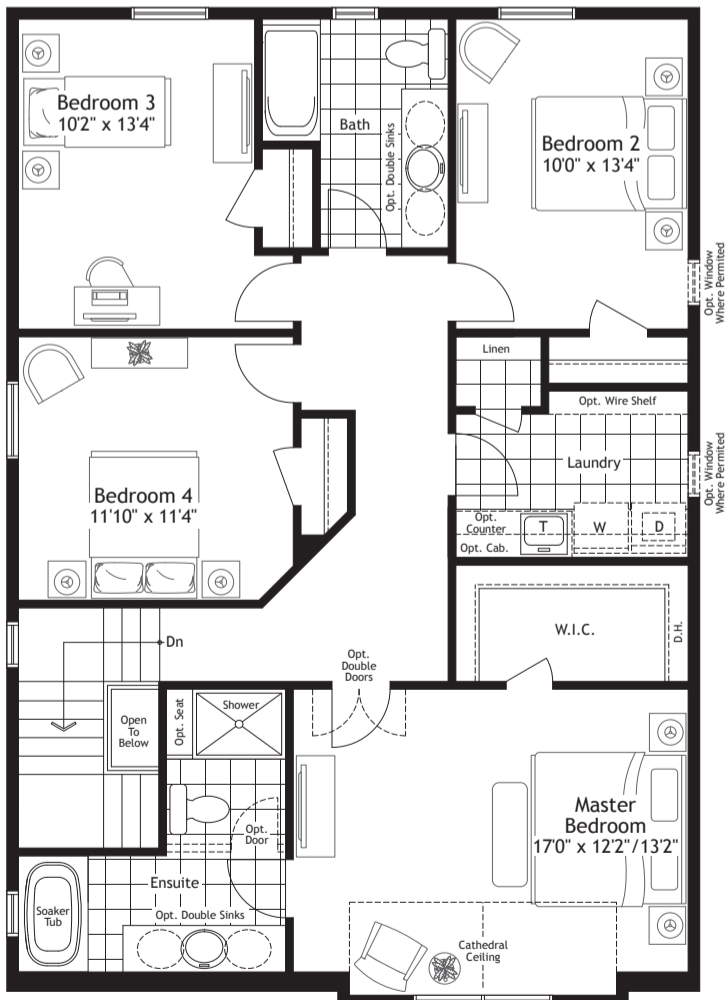 Bedroom 3
10'2" x 13'4"
Bath
Opt. Double Sinks
Bedroom 2
10'0" x 13'4"
Opt. Window
Where Permited
Linen
Opt. Wire Shelf
Laundry
Opt. Window
Where Permited
Bedroom 4
11'10" x 11'4"
Opt.
Counter
Opt. Cab.
T
W
D
Dn
W.I.C.
D.H.
Opt.
Double
Doors
Open
To
Below
Opt. Seat
Shower
Opt.
Door
Master
Bedroom
17'0" x 12'2"/13'2"
Ensuite
Soaker
Tub
Opt. Double Sinks
Cathedral
Ceiling